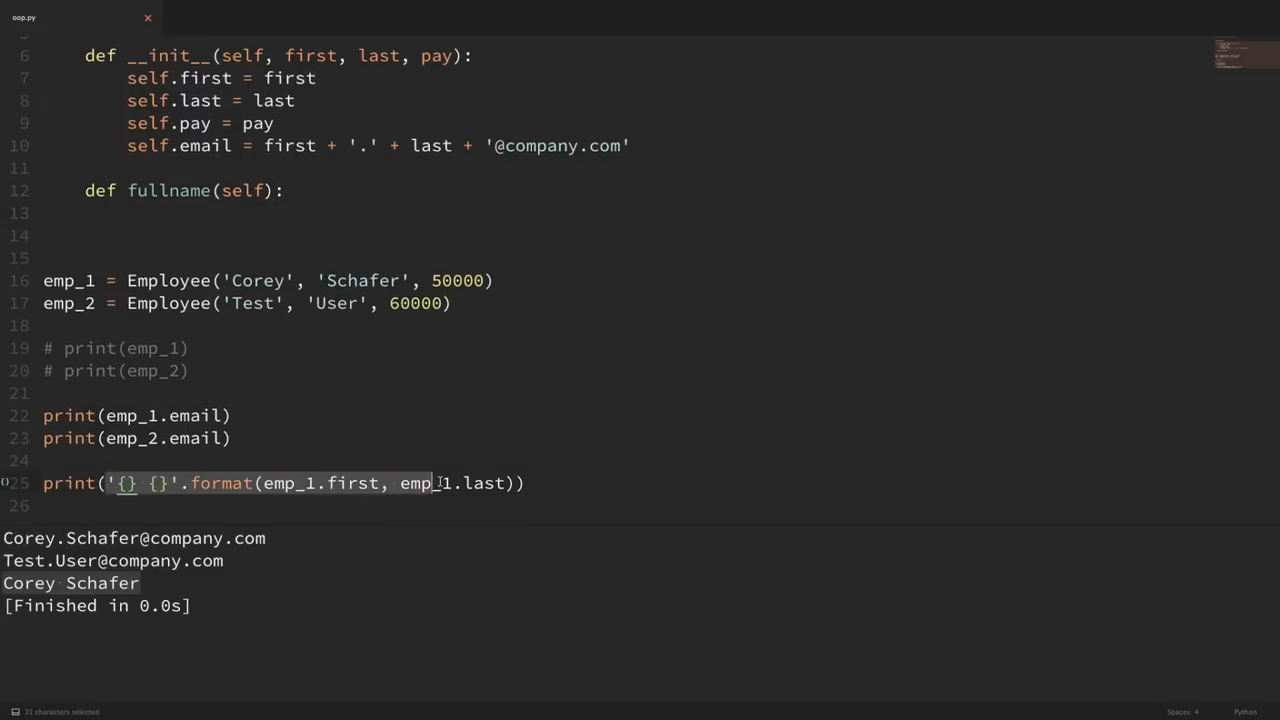 oop.py ×
5
6 def __init__(self, first, last, pay):
7 self.first = first
8 self.last = last
9 self.pay = pay
10 self.email = first + '.' + last + '@company.com'
11
12 def fullname(self):
13
14
15
16 emp_1 = Employee('Corey', 'Schafer', 50000)
17 emp_2 = Employee('Test', 'User', 60000)
18
19 # print(emp_1)
20 # print(emp_2)
21
22 print(emp_1.email)
23 print(emp_2.email)
24
{} 25 print('{} {}'.format(emp_1.first, emp_1.last))
26
Corey.Schafer@company.com
Test.User@company.com
Corey Schafer
[Finished in 0.0s]
31 characters selected Spaces: 4 Python